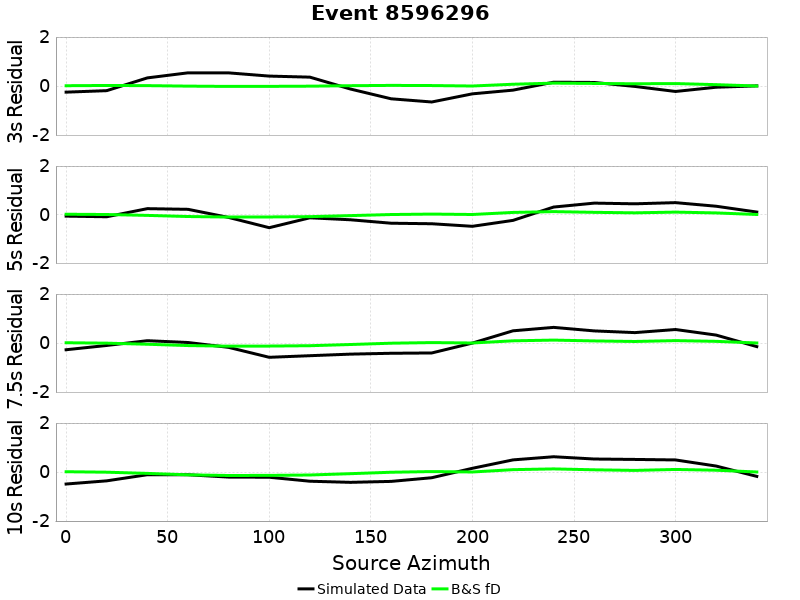 Event 8596296
3s Residual
2
0
-2
5s Residual
2
0
-2
7.5s Residual
2
0
-2
10s Residual
2
0
-2
0 50 100 150 200 250 300
Source Azimuth
Simulated Data B&S fD